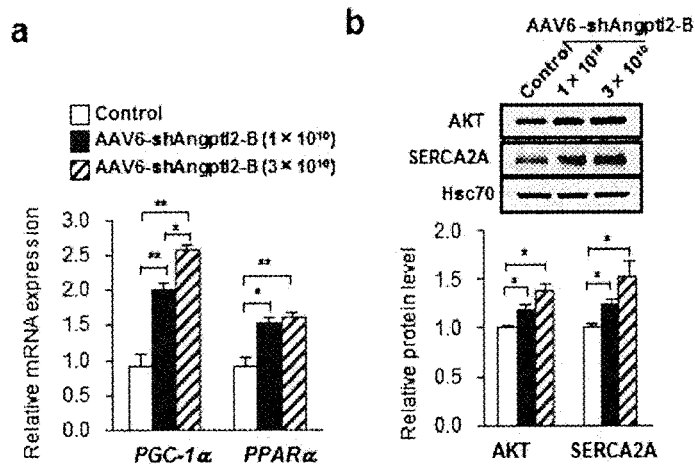 a
Control
AAV6-shAngptl2-B (1×10¹⁰)
AAV6-shAngptl2-B (3×10¹⁰)
Relative mRNA expression
3.0
2.5
2.0
1.5
1.0
0.5
0.0
**
**
*
**
*
PGC-1α
PPARα
b
AAV6-shAngptl2-B
Control
1×10¹⁰
3×10¹⁰
AKT
SERCA2A
Hsc70
Relative protein level
2.0
1.5
1.0
0.5
0.0
*
*
*
*
AKT
SERCA2A